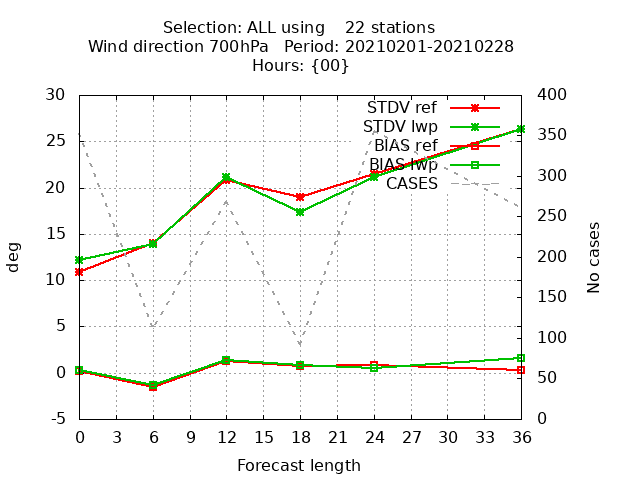 Selection: ALL using    22 stations
Wind direction 700hPa   Period: 20210201-20210228
Hours: {00}
30 400
STDV ref
STDV lwp
25 350
BIAS ref
BIAS lwp
20 300
CASES
15 250
10 200
150
5 100
0 50
-5 0
deg
No cases
0 3 6 9 12 15 18 21 24 27 30 33 36
Forecast length